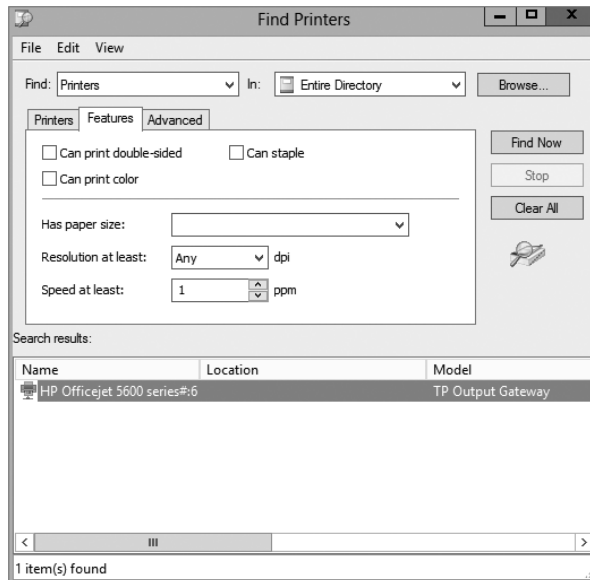 Find Printers
File Edit View
Find: Printers In: Entire Directory Browse...
Printers Features Advanced
Can print double-sided Can staple
Can print color
Has paper size:
Resolution at least: Any dpi
Speed at least: 1 ppm
Find Now
Stop
Clear All
Search results:
Name Location Model
HP Officejet 5600 series#:6 TP Output Gateway
1 item(s) found